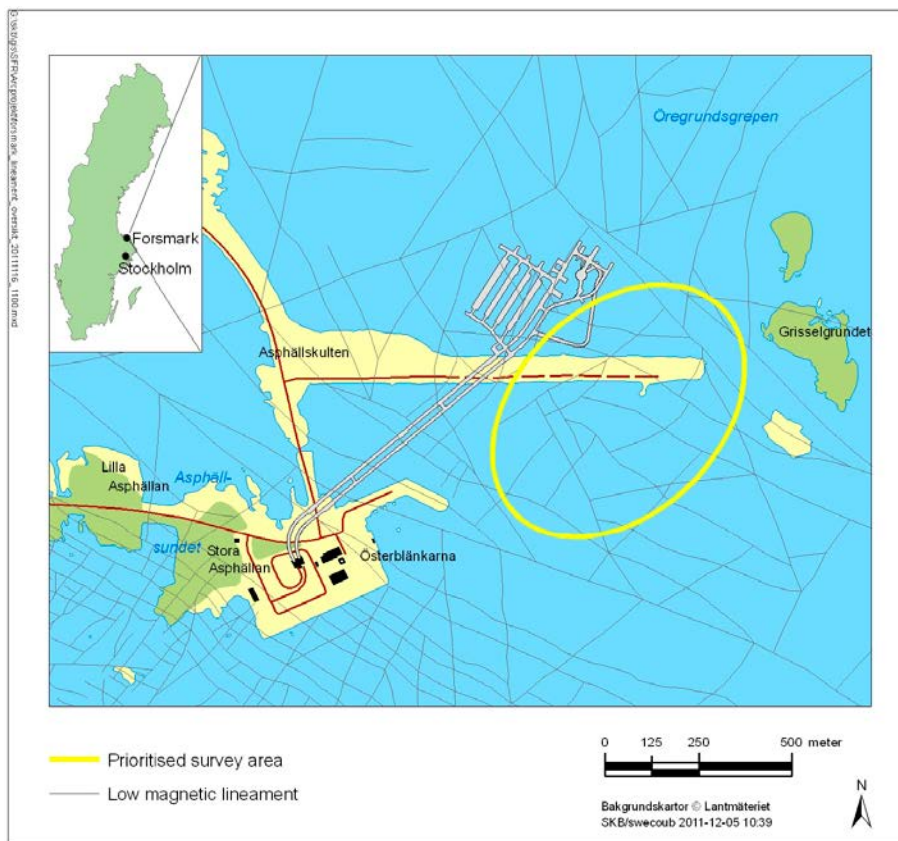 Öregrundsgrepen
Forsmark
Stockholm
Grisselgrundet
Asphällskulten
Lilla
Asphällan
Asphäll-
sundet
Stora
Asphällan
Österblänkarna
Prioritised survey area
Low magnetic lineament
0 125 250 500 meter
Bakgrundskartor © Lantmäteriet
SKB/swecoub 2011-12-05 10:39
N